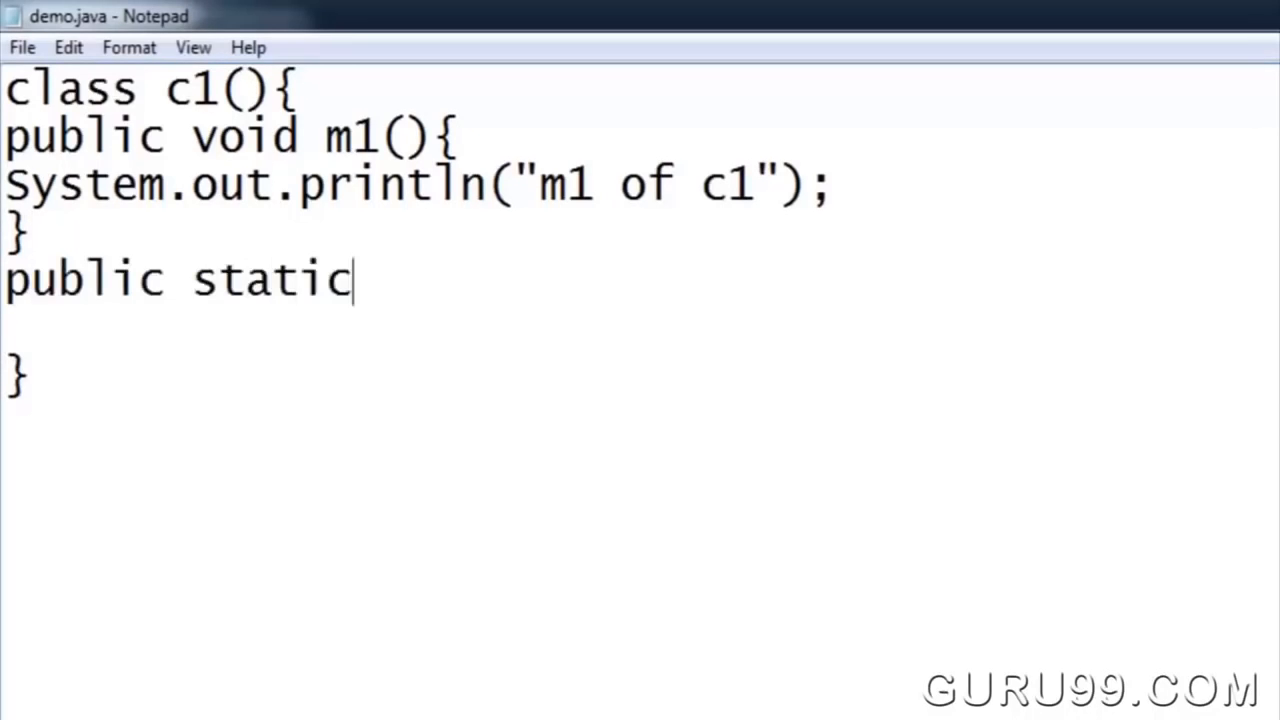 demo.java - Notepad
File Edit Format View Help
class c1(){
public void m1(){
System.out.println("m1 of c1");
}
public static
}
GURU99.COM